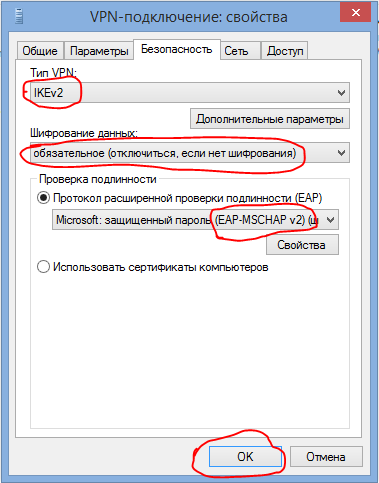 VPN-подключение: свойства
Общие Параметры Безопасность Сеть Доступ
Тип VPN:
IKEv2
Дополнительные параметры
Шифрование данных:
обязательное (отключиться, если нет шифрования)
Проверка подлинности
Протокол расширенной проверки подлинности (EAP)
Microsoft: защищенный пароль (EAP-MSCHAP v2) (ш
Свойства
Использовать сертификаты компьютеров
OK Отмена